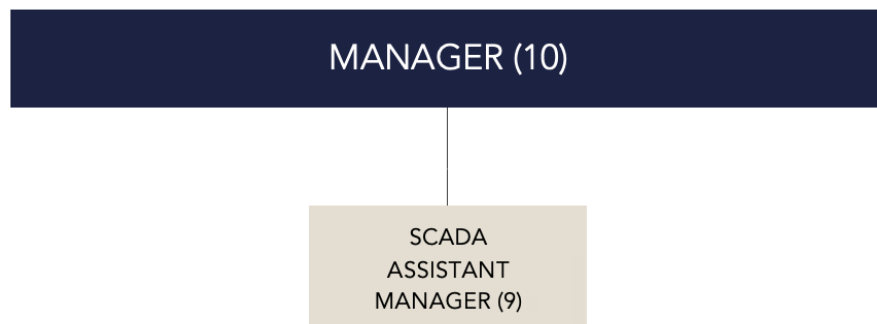 MANAGER (10)
SCADA
ASSISTANT
MANAGER (9)